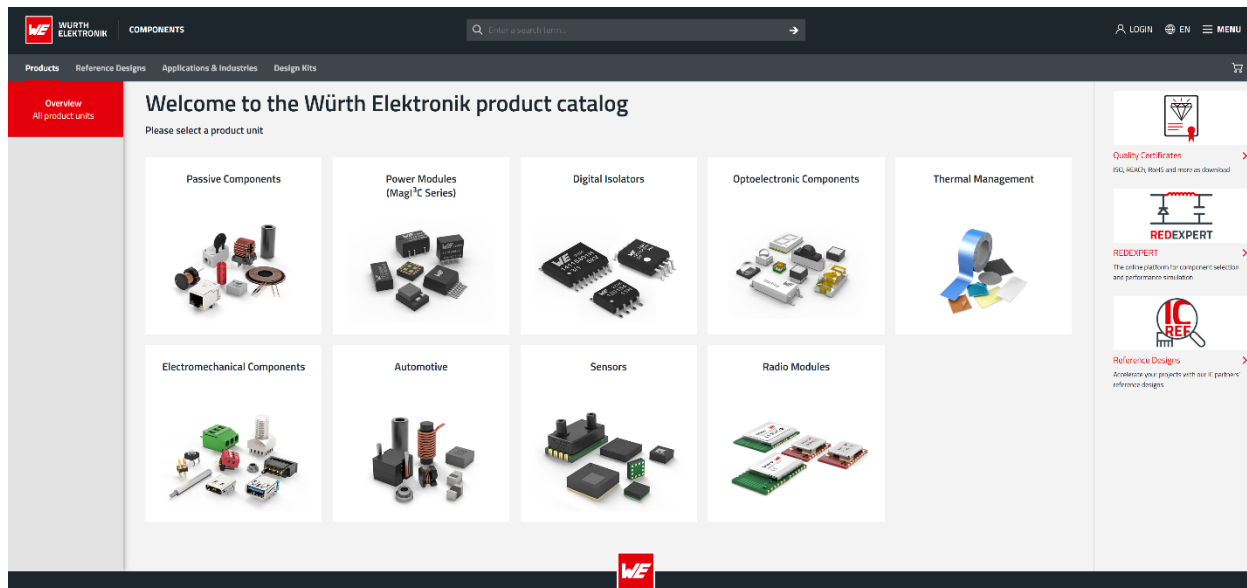 WE
WÜRTH
ELEKTRONIK
COMPONENTS
Enter a search term...
LOGIN
EN
MENU
Products
Reference Designs
Applications & Industries
Design Kits
Overview
All product units
Welcome to the Würth Elektronik product catalog
Please select a product unit
Passive Components
Power Modules
(MagI³C Series)
Digital Isolators
Optoelectronic Components
Thermal Management
Electromechanical Components
Automotive
Sensors
Radio Modules
Quality Certificates
ISO, REACh, RoHS and more as download
REDEXPERT
REDEXPERT
The online platform for component selection
and performance simulation
IC
REF
Reference Designs
Accelerate your projects with our IC partners'
reference designs
WE